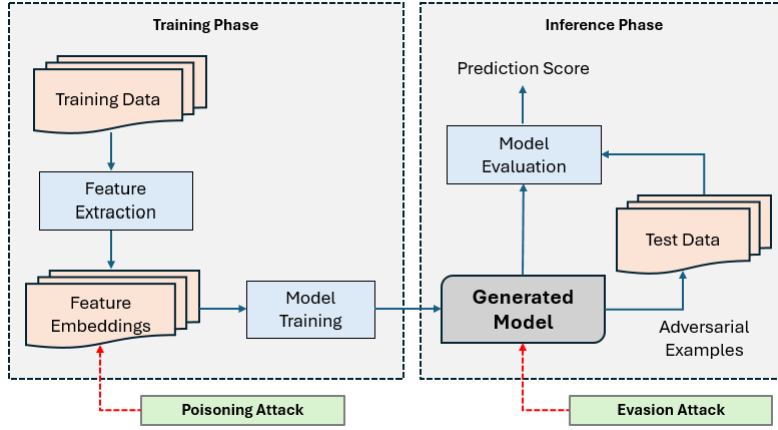 Training Phase
Training Data
Feature
Extraction
Feature
Embeddings
Model
Training
Poisoning Attack
Inference Phase
Prediction Score
Model
Evaluation
Test Data
Generated
Model
Adversarial
Examples
Evasion Attack